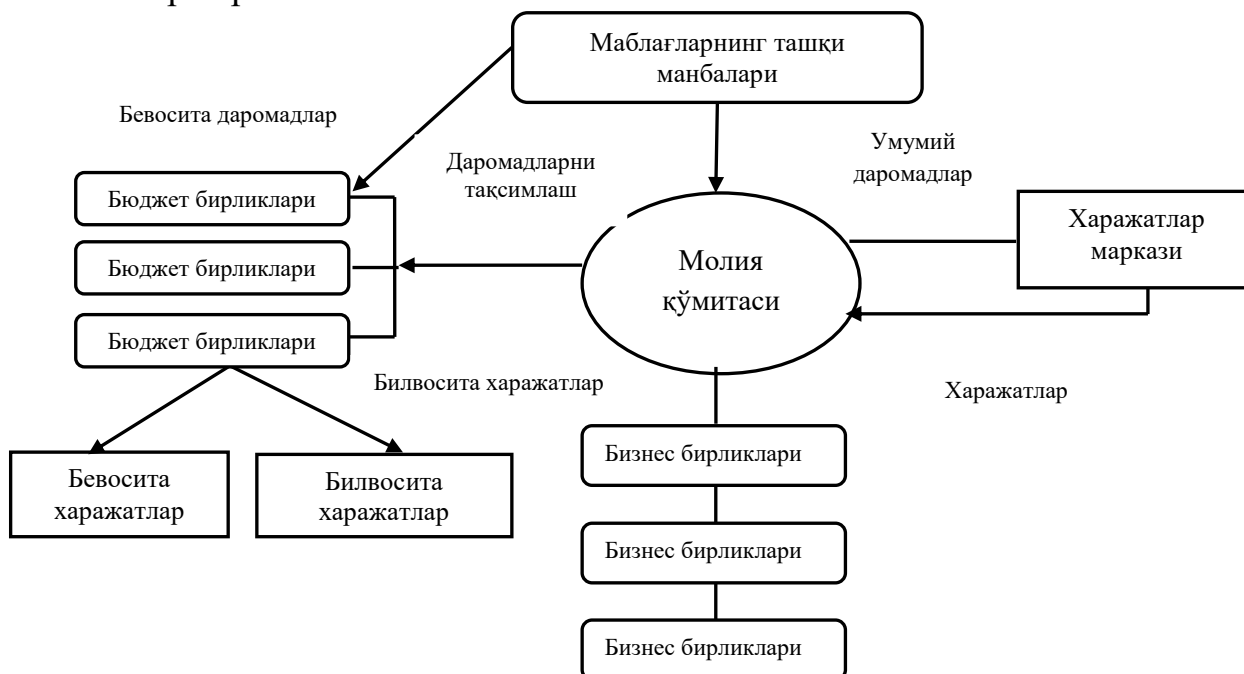 Маблағларнинг ташқи
манбалари
Бевосита даромадлар
Даромадларни
тақсимлаш
Умумий
даромадлар
Бюджет бирликлари
Бюджет бирликлари
Бюджет бирликлари
Молия
қўмитаси
Харажатлар
маркази
Билвосита харажатлар
Харажатлар
Бевосита
харажатлар
Билвосита
харажатлар
Бизнес бирликлари
Бизнес бирликлари
Бизнес бирликлари